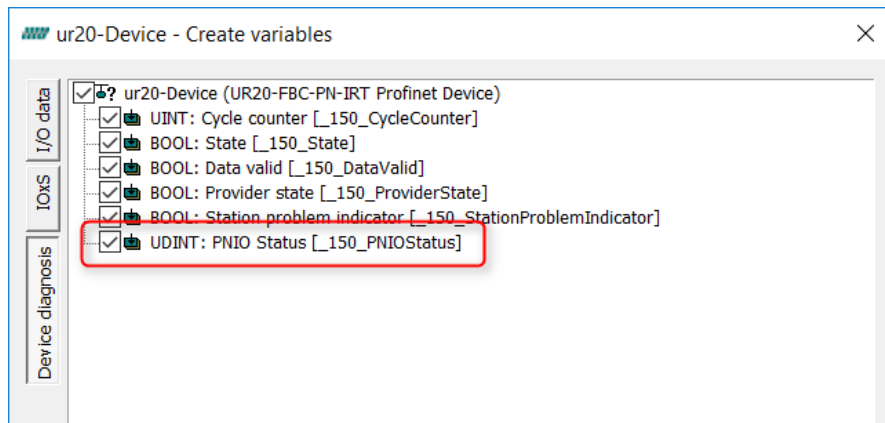 ur20-Device - Create variables
I/O data
IOxS
Device diagnosis
ur20-Device (UR20-FBC-PN-IRT Profinet Device)
UINT: Cycle counter [_150_CycleCounter]
BOOL: State [_150_State]
BOOL: Data valid [_150_DataValid]
BOOL: Provider state [_150_ProviderState]
BOOL: Station problem indicator [_150_StationProblemIndicator]
UDINT: PNIO Status [_150_PNIOStatus]